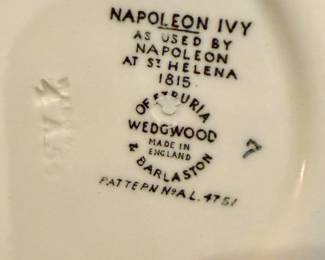 NAPOLEON IVY
AS USED BY
NAPOLEON
AT ST HELENA
1815
OF ETRURIA
WEDGWOOD
MADE IN
ENGLAND
& BARLASTON
PATTERN No A.L. 4751